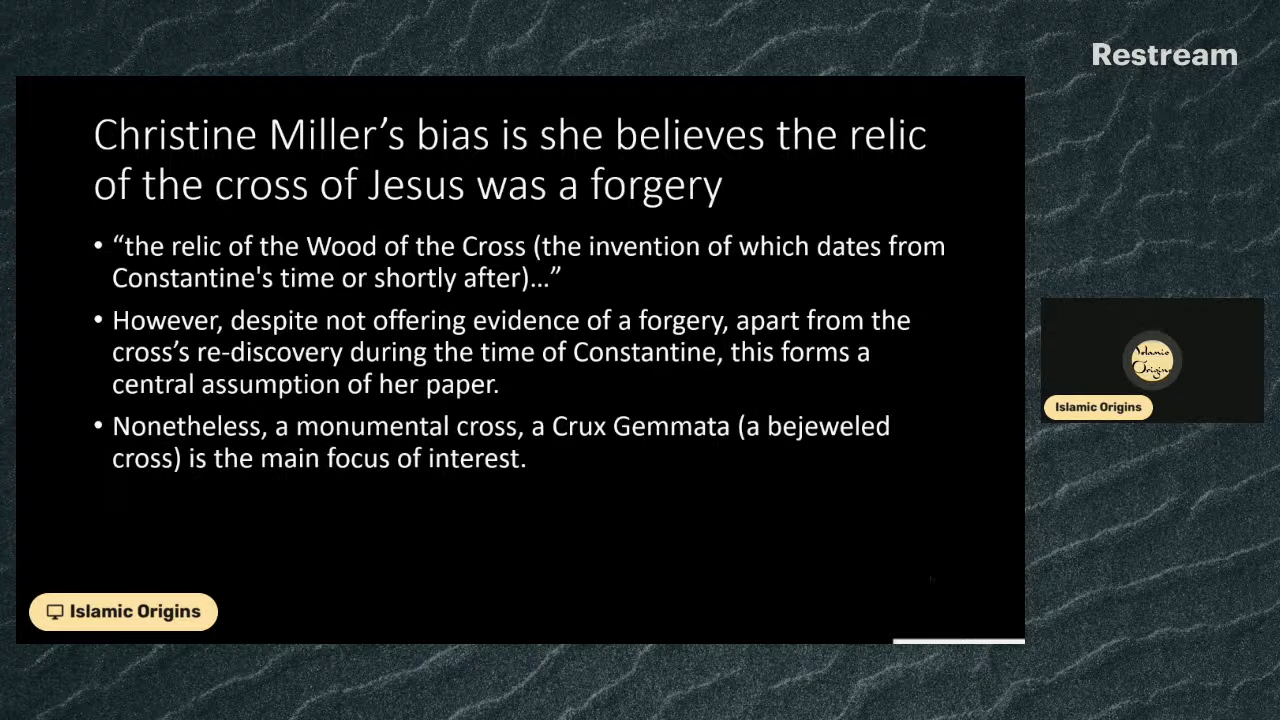 Restream
Christine Miller’s bias is she believes the relic
of the cross of Jesus was a forgery
• “the relic of the Wood of the Cross (the invention of which dates from
Constantine's time or shortly after)…”
• However, despite not offering evidence of a forgery, apart from the
cross’s re-discovery during the time of Constantine, this forms a
central assumption of her paper.
• Nonetheless, a monumental cross, a Crux Gemmata (a bejeweled
cross) is the main focus of interest.
Islamic
Origins
Islamic Origins
Islamic Origins